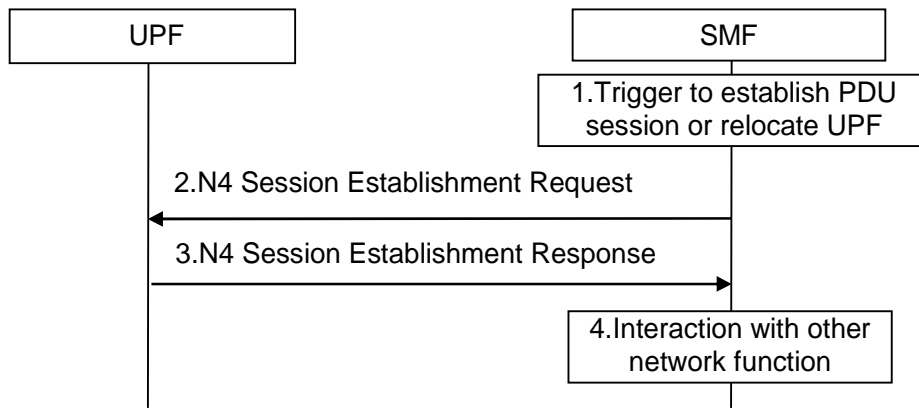 UPF
SMF
1.Trigger to establish PDU
session or relocate UPF
2.N4 Session Establishment Request
3.N4 Session Establishment Response
4.Interaction with other
network function